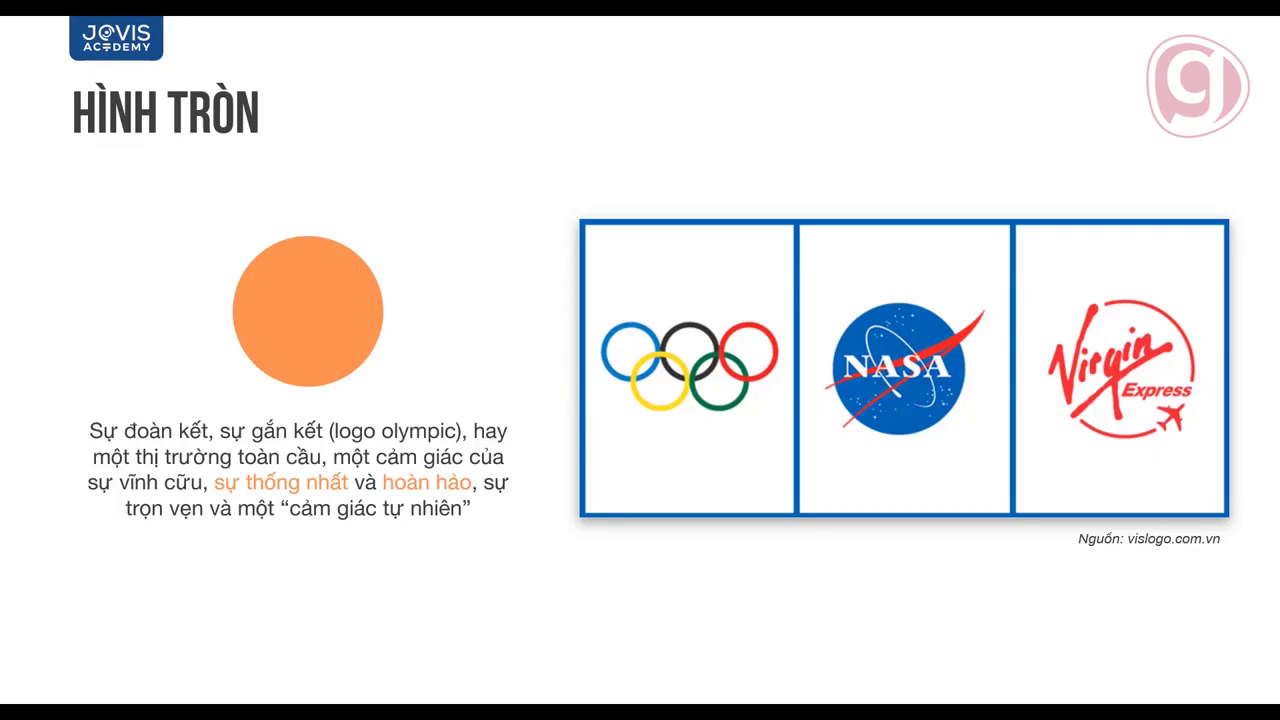 JOVIS
ACADEMY
HÌNH TRÒN
Sự đoàn kết, sự gắn kết (logo olympic), hay
một thị trường toàn cầu, một cảm giác của
sự vĩnh cữu, sự thống nhất và hoàn hảo, sự
trọn vẹn và một “cảm giác tự nhiên”
NASA
Virgin
Express
Nguồn: vislogo.com.vn
g